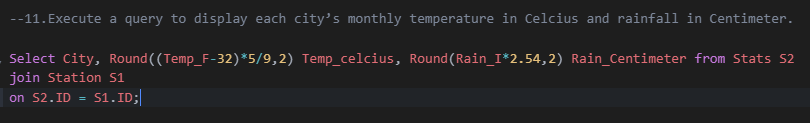 --11.Execute a query to display each city’s monthly temperature in Celcius and rainfall in Centimeter.
Select City, Round((Temp_F-32)*5/9,2) Temp_celcius, Round(Rain_I*2.54,2) Rain_Centimeter from Stats S2
join Station S1
on S2.ID = S1.ID;